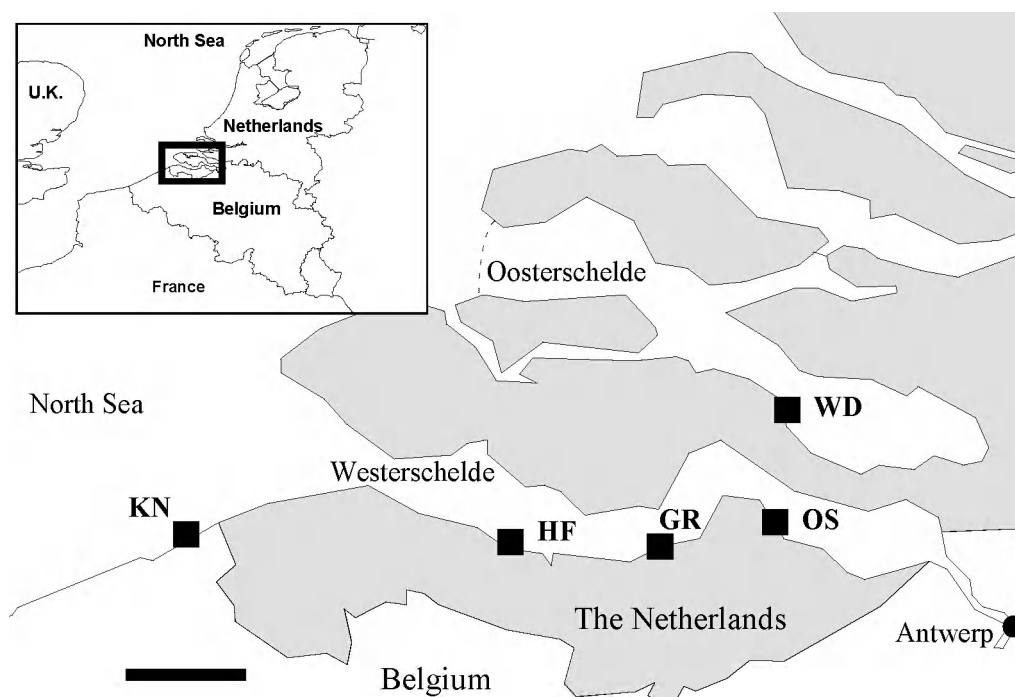 North Sea
U.K.
Netherlands
Belgium
France
Oosterschelde
North Sea
WD
Westerschelde
KN
HF
GR
OS
The Netherlands
Antwerp
Belgium